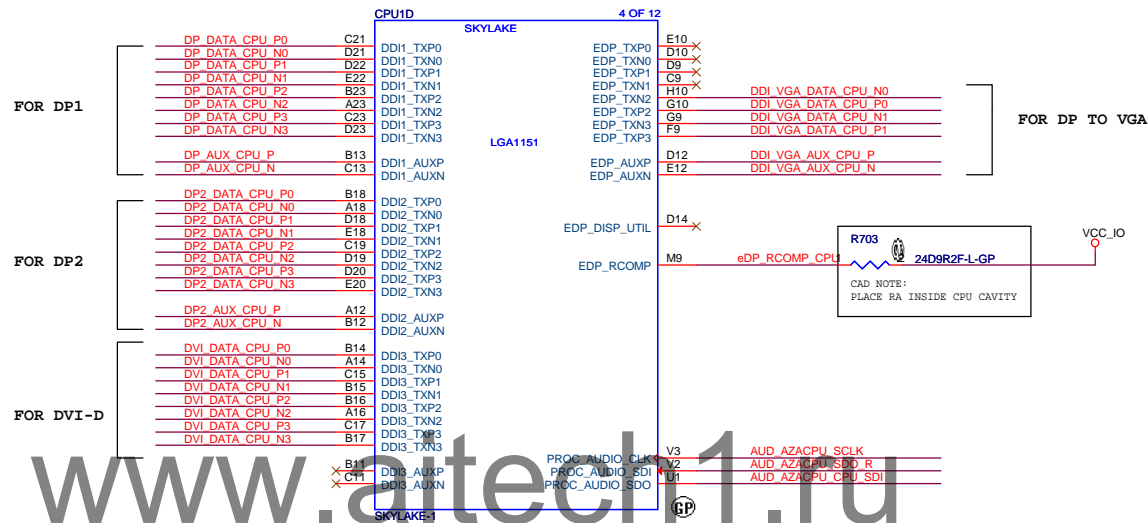 CPU1D 4 OF 12
SKYLAKE
LGA1151
FOR DP1
DP_DATA_CPU_P0 C21 DDI1_TXP0
DP_DATA_CPU_N0 D21 DDI1_TXN0
DP_DATA_CPU_P1 D22 DDI1_TXP1
DP_DATA_CPU_N1 E22 DDI1_TXN1
DP_DATA_CPU_P2 B23 DDI1_TXP2
DP_DATA_CPU_N2 A23 DDI1_TXN2
DP_DATA_CPU_P3 C23 DDI1_TXP3
DP_DATA_CPU_N3 D23 DDI1_TXN3
DP_AUX_CPU_P B13 DDI1_AUXP
DP_AUX_CPU_N C13 DDI1_AUXN
FOR DP2
DP2_DATA_CPU_P0 B18 DDI2_TXP0
DP2_DATA_CPU_N0 A18 DDI2_TXN0
DP2_DATA_CPU_P1 D18 DDI2_TXP1
DP2_DATA_CPU_N1 E18 DDI2_TXN1
DP2_DATA_CPU_P2 C19 DDI2_TXP2
DP2_DATA_CPU_N2 D19 DDI2_TXN2
DP2_DATA_CPU_P3 D20 DDI2_TXP3
DP2_DATA_CPU_N3 E20 DDI2_TXN3
DP2_AUX_CPU_P A12 DDI2_AUXP
DP2_AUX_CPU_N B12 DDI2_AUXN
FOR DVI-D
DVI_DATA_CPU_P0 B14 DDI3_TXP0
DVI_DATA_CPU_N0 A14 DDI3_TXN0
DVI_DATA_CPU_P1 C15 DDI3_TXP1
DVI_DATA_CPU_N1 B15 DDI3_TXN1
DVI_DATA_CPU_P2 B16 DDI3_TXP2
DVI_DATA_CPU_N2 A16 DDI3_TXN2
DVI_DATA_CPU_P3 C17 DDI3_TXP3
DVI_DATA_CPU_N3 B17 DDI3_TXN3
B11 DDI3_AUXP
C11 DDI3_AUXN
EDP_TXP0 E10
EDP_TXN0 D10
EDP_TXP1 D9
EDP_TXN1 C9
EDP_TXN2 H10 DDI_VGA_DATA_CPU_N0
EDP_TXP2 G10 DDI_VGA_DATA_CPU_P0
EDP_TXN3 G9 DDI_VGA_DATA_CPU_N1
EDP_TXP3 F9 DDI_VGA_DATA_CPU_P1
EDP_AUXP D12 DDI_VGA_AUX_CPU_P
EDP_AUXN E12 DDI_VGA_AUX_CPU_N
FOR DP TO VGA
EDP_DISP_UTIL D14
EDP_RCOMP M9 eDP_RCOMP_CPU 1
R703
2 24D9R2F-L-GP
VCC_IO
CAD NOTE:
PLACE RA INSIDE CPU CAVITY
PROC_AUDIO_CLK V3 AUD_AZACPU_SCLK
PROC_AUDIO_SDI V2 AUD_AZACPU_SDO_R
PROC_AUDIO_SDO U1 AUD_AZACPU_CPU_SDI
SKYLAKE-1
GP
www.aitech1.ru